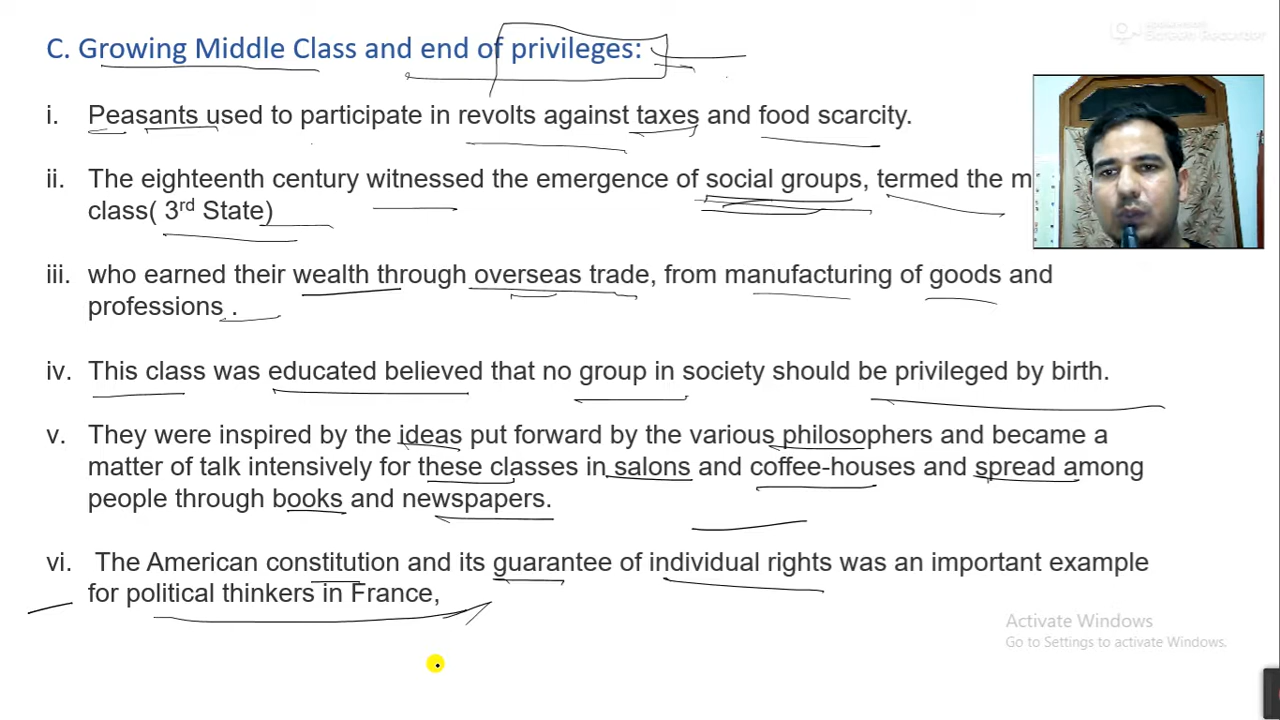 C. Growing Middle Class and end of privileges:
i. Peasants used to participate in revolts against taxes and food scarcity.
ii. The eighteenth century witnessed the emergence of social groups, termed the m
class( 3rd State)
iii. who earned their wealth through overseas trade, from manufacturing of goods and
professions .
iv. This class was educated believed that no group in society should be privileged by birth.
v. They were inspired by the ideas put forward by the various philosophers and became a
matter of talk intensively for these classes in salons and coffee-houses and spread among
people through books and newspapers.
vi. The American constitution and its guarantee of individual rights was an important example
for political thinkers in France,
Activate Windows
Go to Settings to activate Windows.